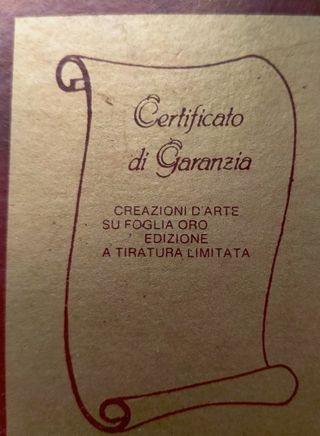 Certificato
di Garanzia
CREAZIONI D'ARTE
SU FOGLIA ORO
EDIZIONE
A TIRATURA LIMITATA